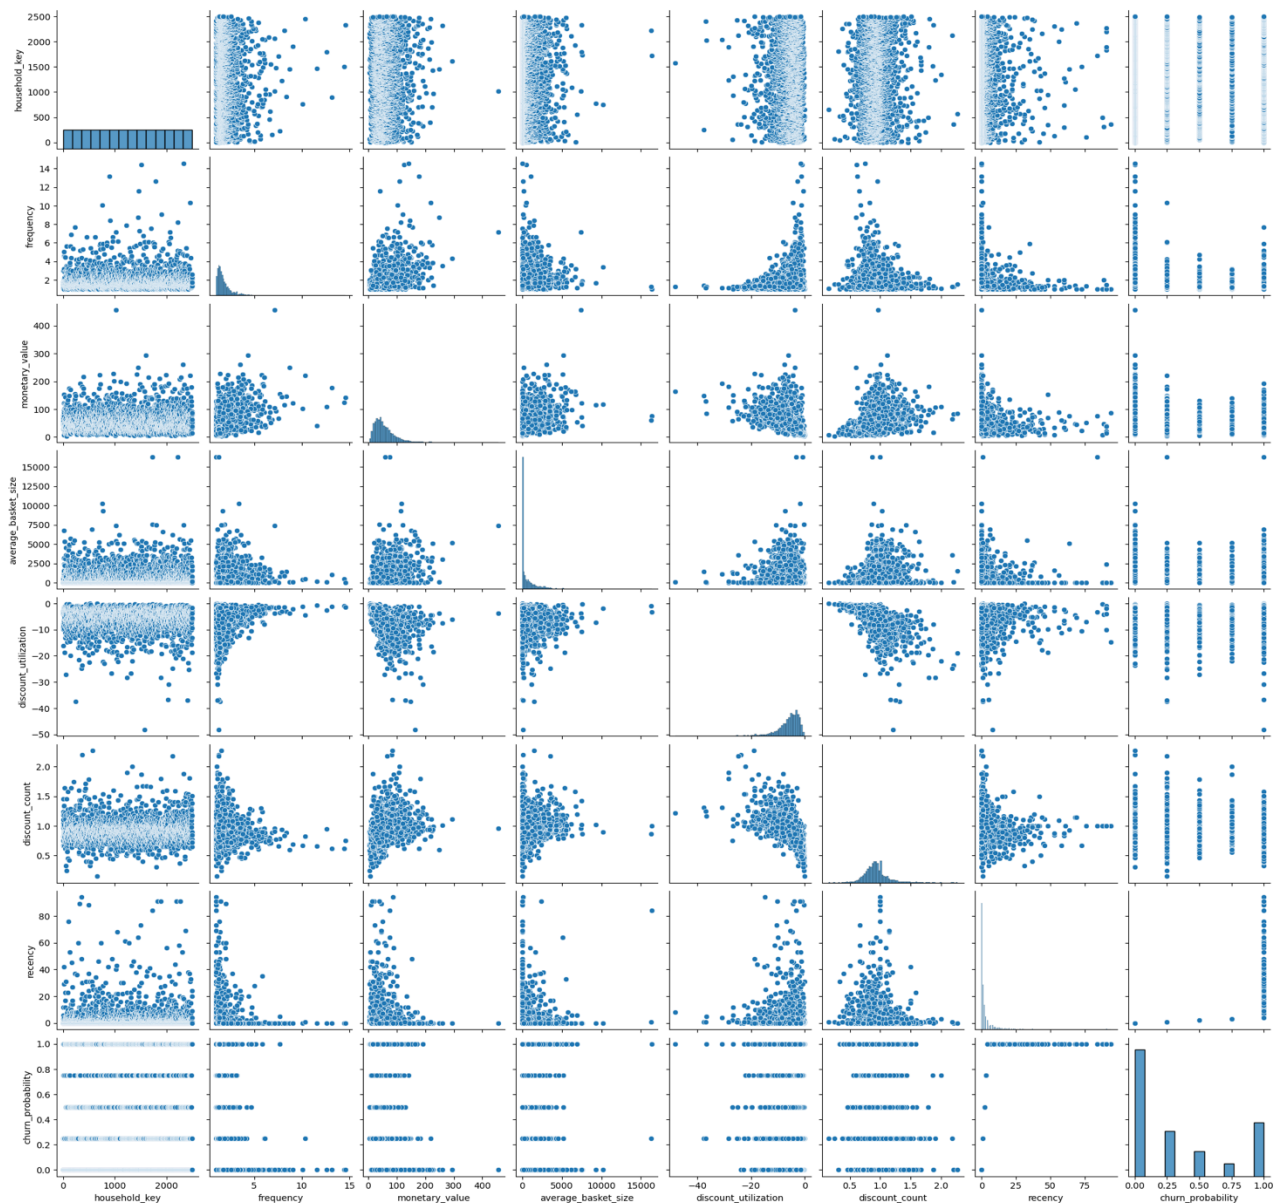 2500
2000
1500
1000
500
0
household_key
14
12
10
8
6
4
2
frequency
400
300
200
100
0
monetary_value
15000
12500
10000
7500
5000
2500
0
average_basket_size
0
−10
−20
−30
−40
−50
discount_utilization
2.0
1.5
1.0
0.5
discount_count
80
60
40
20
0
recency
1.0
0.8
0.6
0.4
0.2
0.0
churn_probability
0 1000 2000
household_key
5 10 15
frequency
0 100 200 300 400
monetary_value
0 5000 10000 15000
average_basket_size
−40 −20 0
discount_utilization
0.5 1.0 1.5 2.0
discount_count
0 25 50 75
recency
0.00 0.25 0.50 0.75 1.00
churn_probability